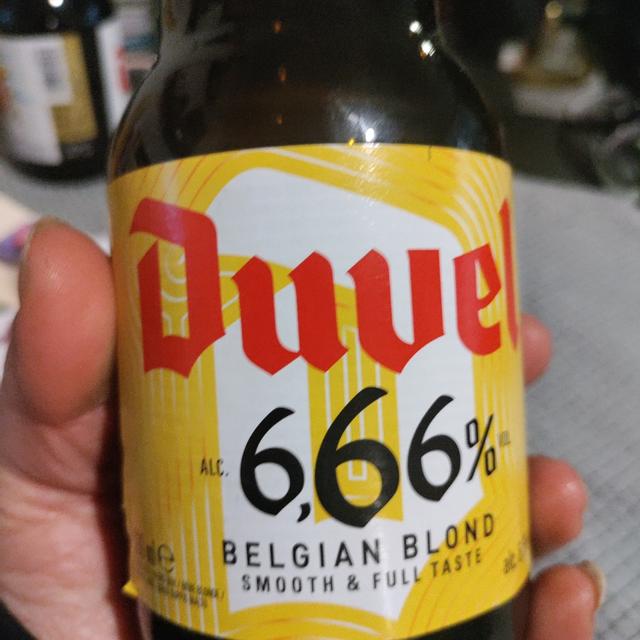 Duvel
ALC. 6,66% VOL
BELGIAN BLOND
SMOOTH & FULL TASTE